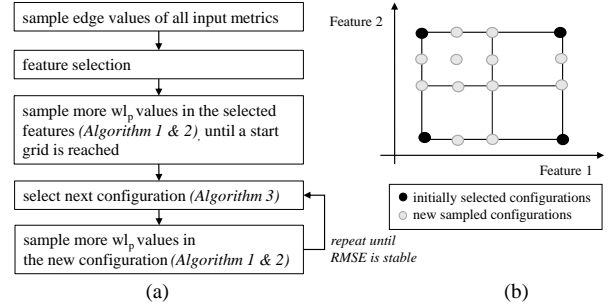 sample edge values of all input metrics
feature selection
sample more wlp values in the selected
features (Algorithm 1 & 2), until a start
grid is reached
select next configuration (Algorithm 3)
sample more wlp values in
the new configuration (Algorithm 1 & 2)
repeat until
RMSE is stable
(a)
Feature 2
Feature 1
initially selected configurations
new sampled configurations
(b)